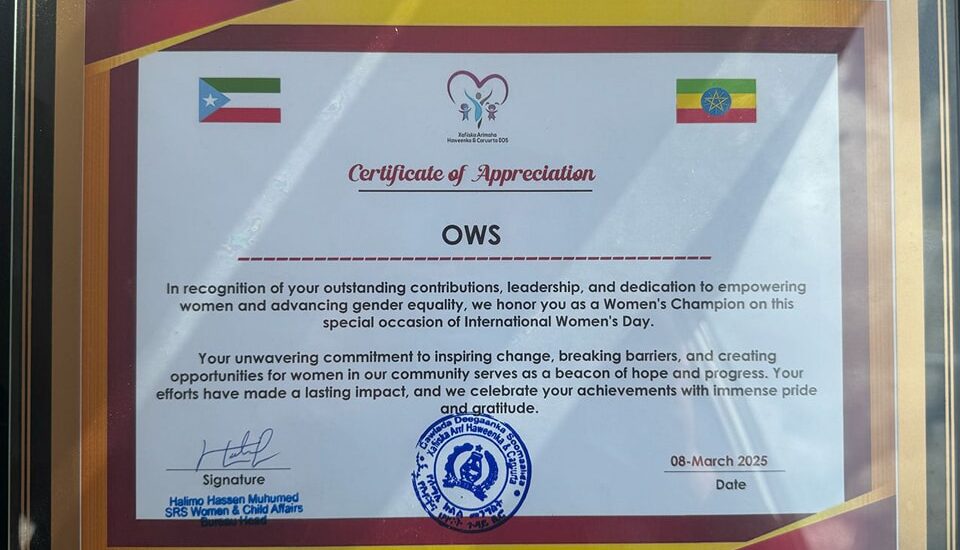 Xafiiska Arimaha
Haweenka & Caruurta DDS
Certificate of Appreciation
OWS
In recognition of your outstanding contributions, leadership, and dedication to empowering
women and advancing gender equality, we honor you as a Women's Champion on this
special occasion of International Women's Day.
Your unwavering commitment to inspiring change, breaking barriers, and creating
opportunities for women in our community serves as a beacon of hope and progress. Your
efforts have made a lasting impact, and we celebrate your achievements with immense pride
and gratitude.
Signature
Halimo Hassen Muhumed
SRS Women & Child Affairs
Bureau Head
Dawlada Deegaanka Soomaalida
Xafiiska Arrl Haweenka & Caruurta
08-March 2025
Date